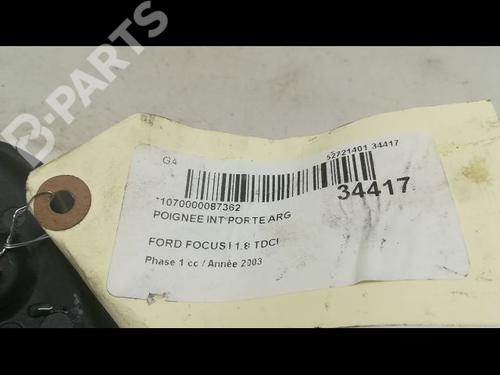 B-PARTS
G4
52721401 34417
34417
*1070000087362
POIGNEE INT PORTE ARG
FORD FOCUS I 1.8 TDCI
Phase 1 cc / Année 2003